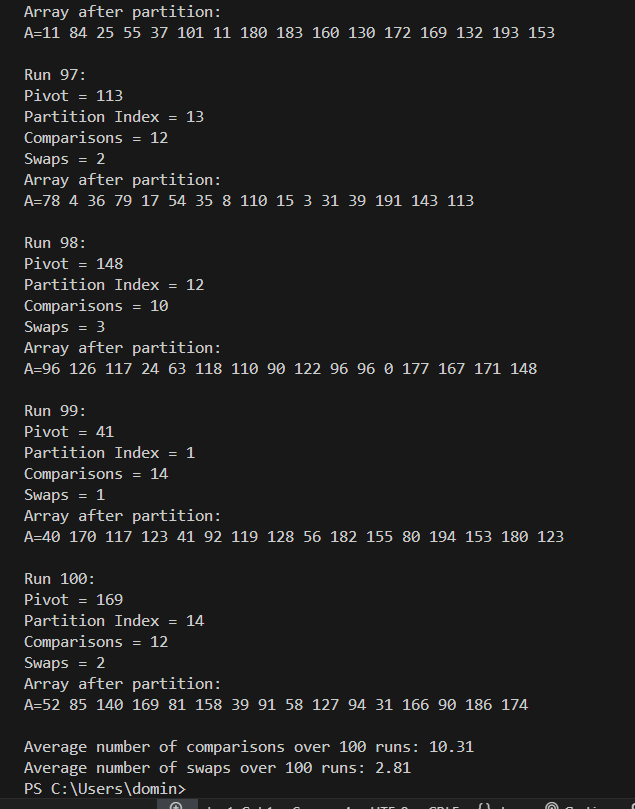 Array after partition:
A=11 84 25 55 37 101 11 180 183 160 130 172 169 132 193 153
Run 97:
Pivot = 113
Partition Index = 13
Comparisons = 12
Swaps = 2
Array after partition:
A=78 4 36 79 17 54 35 8 110 15 3 31 39 191 143 113
Run 98:
Pivot = 148
Partition Index = 12
Comparisons = 10
Swaps = 3
Array after partition:
A=96 126 117 24 63 118 110 90 122 96 96 0 177 167 171 148
Run 99:
Pivot = 41
Partition Index = 1
Comparisons = 14
Swaps = 1
Array after partition:
A=40 170 117 123 41 92 119 128 56 182 155 80 194 153 180 123
Run 100:
Pivot = 169
Partition Index = 14
Comparisons = 12
Swaps = 2
Array after partition:
A=52 85 140 169 81 158 39 91 58 127 94 31 166 90 186 174
Average number of comparisons over 100 runs: 10.31
Average number of swaps over 100 runs: 2.81
PS C:\Users\domin>